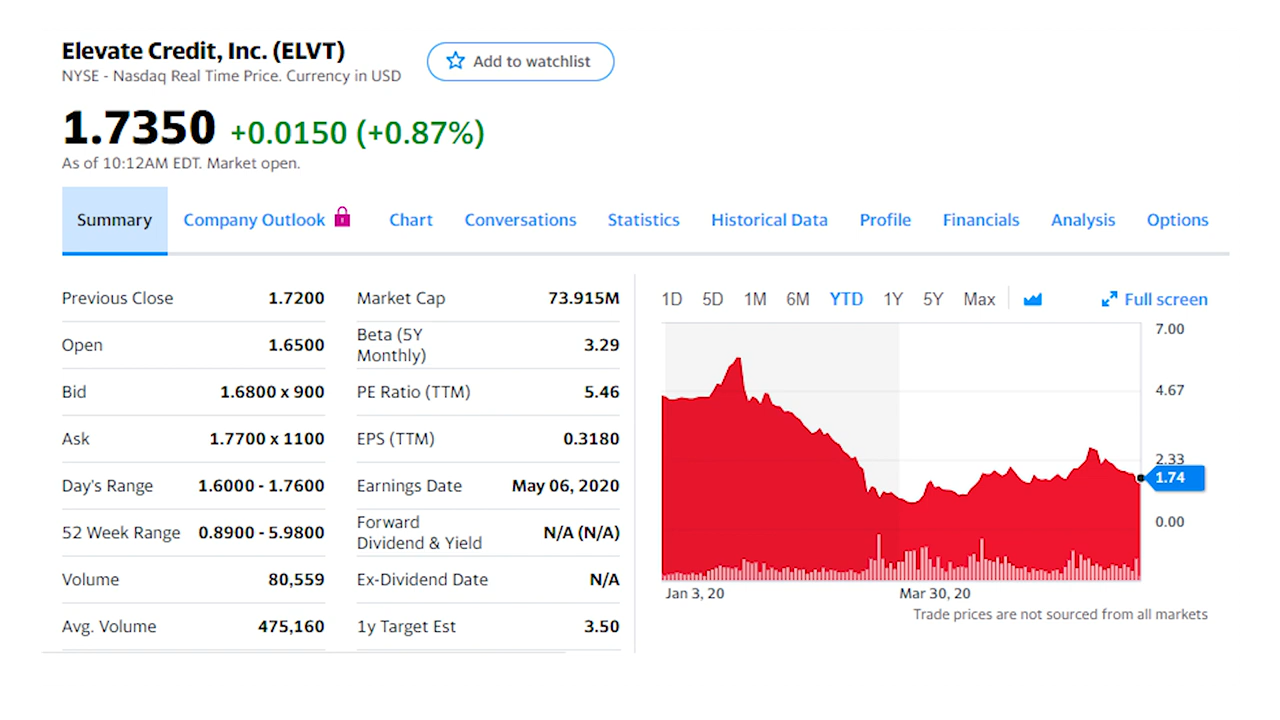 Elevate Credit, Inc. (ELVT)
NYSE - Nasdaq Real Time Price. Currency in USD
Add to watchlist
1.7350 +0.0150 (+0.87%)
As of 10:12AM EDT. Market open.
Summary Company Outlook Chart Conversations Statistics Historical Data Profile Financials Analysis Options
Previous Close 1.7200
Open 1.6500
Bid 1.6800 x 900
Ask 1.7700 x 1100
Day's Range 1.6000 - 1.7600
52 Week Range 0.8900 - 5.9800
Volume 80,559
Avg. Volume 475,160
Market Cap 73.915M
Beta (5Y
Monthly) 3.29
PE Ratio (TTM) 5.46
EPS (TTM) 0.3180
Earnings Date May 06, 2020
Forward
Dividend & Yield N/A (N/A)
Ex-Dividend Date N/A
1y Target Est 3.50
1D 5D 1M 6M YTD 1Y 5Y Max Full screen
7.00
4.67
2.33
1.74
0.00
Jan 3, 20 Mar 30, 20
Trade prices are not sourced from all markets